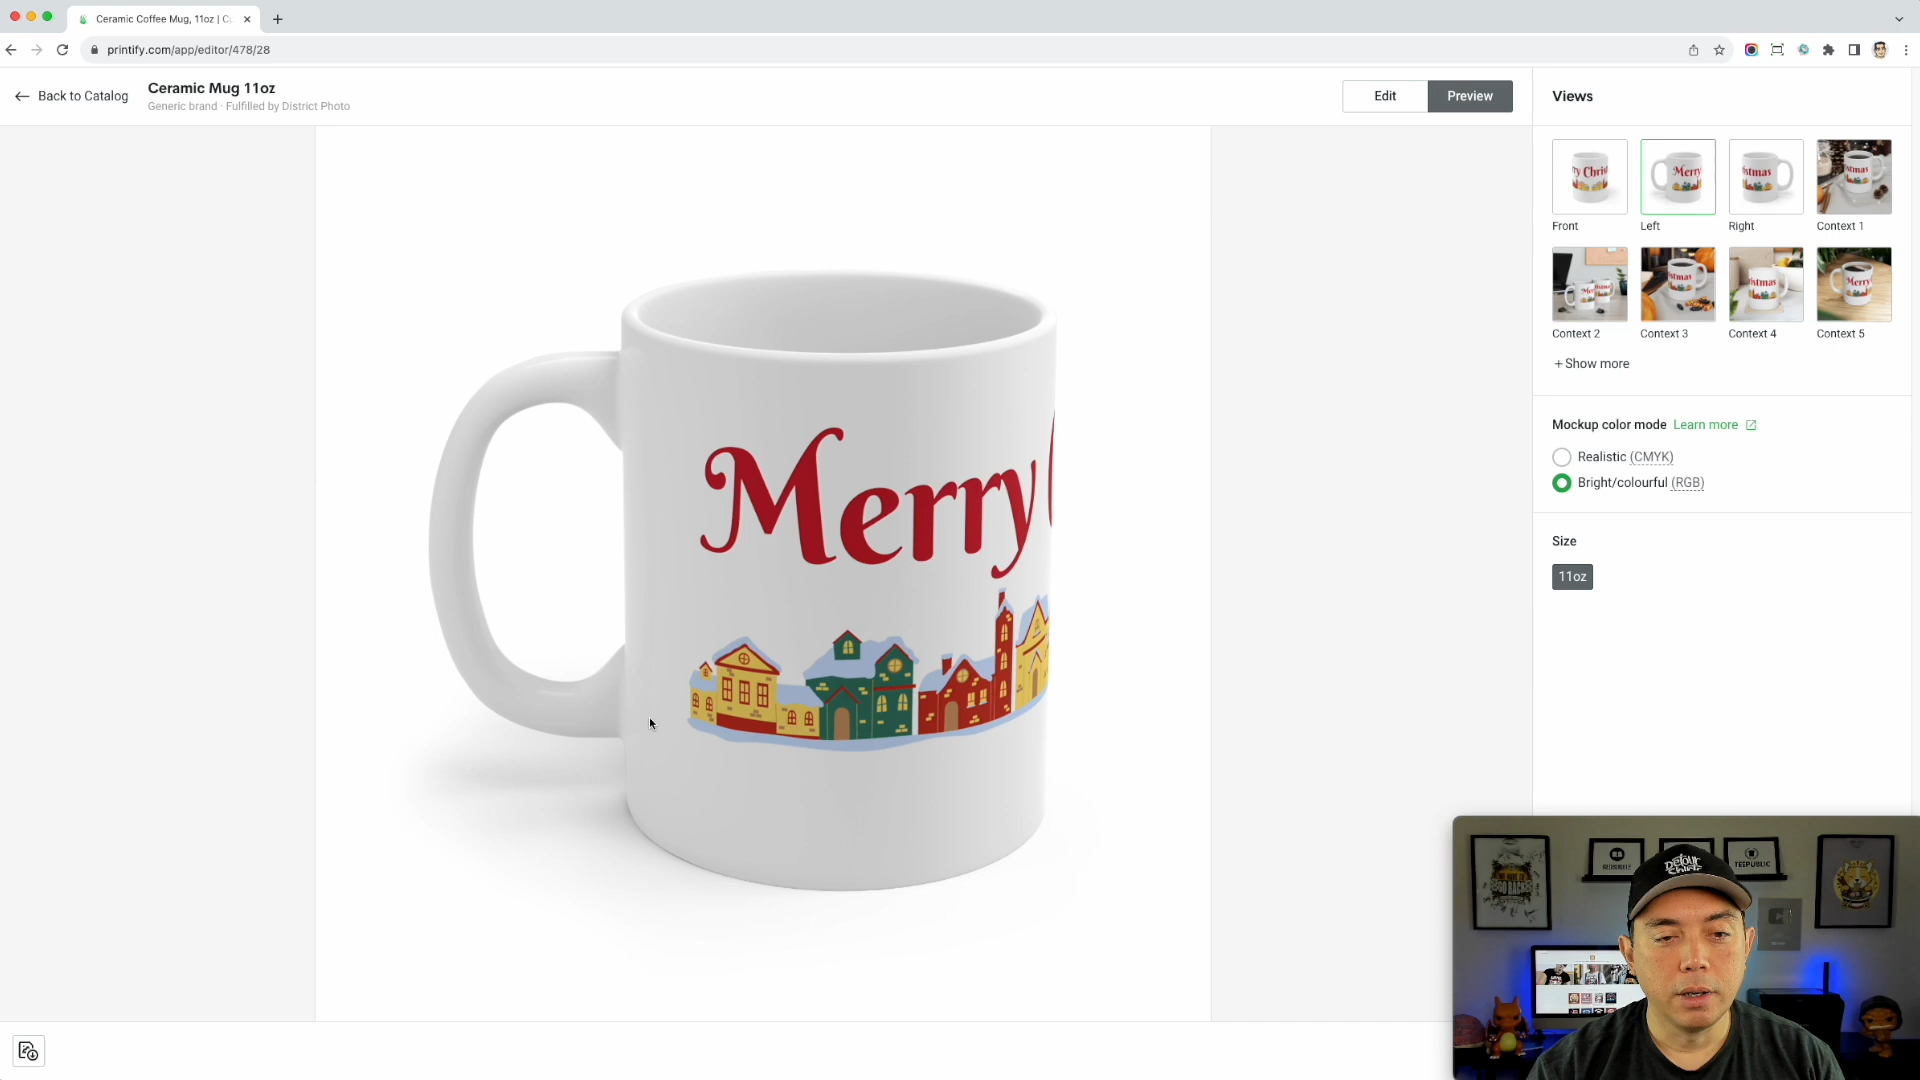 Ceramic Coffee Mug, 11oz | C
printify.com/app/editor/478/28
Back to Catalog
Ceramic Mug 11oz
Generic brand · Fulfilled by District Photo
Edit
Preview
Views
Front
Left
Right
Context 1
Context 2
Context 3
Context 4
Context 5
+ Show more
Mockup color mode Learn more
Realistic (CMYK)
Bright/colourful (RGB)
Size
11oz
Merry
TEEPUBLIC